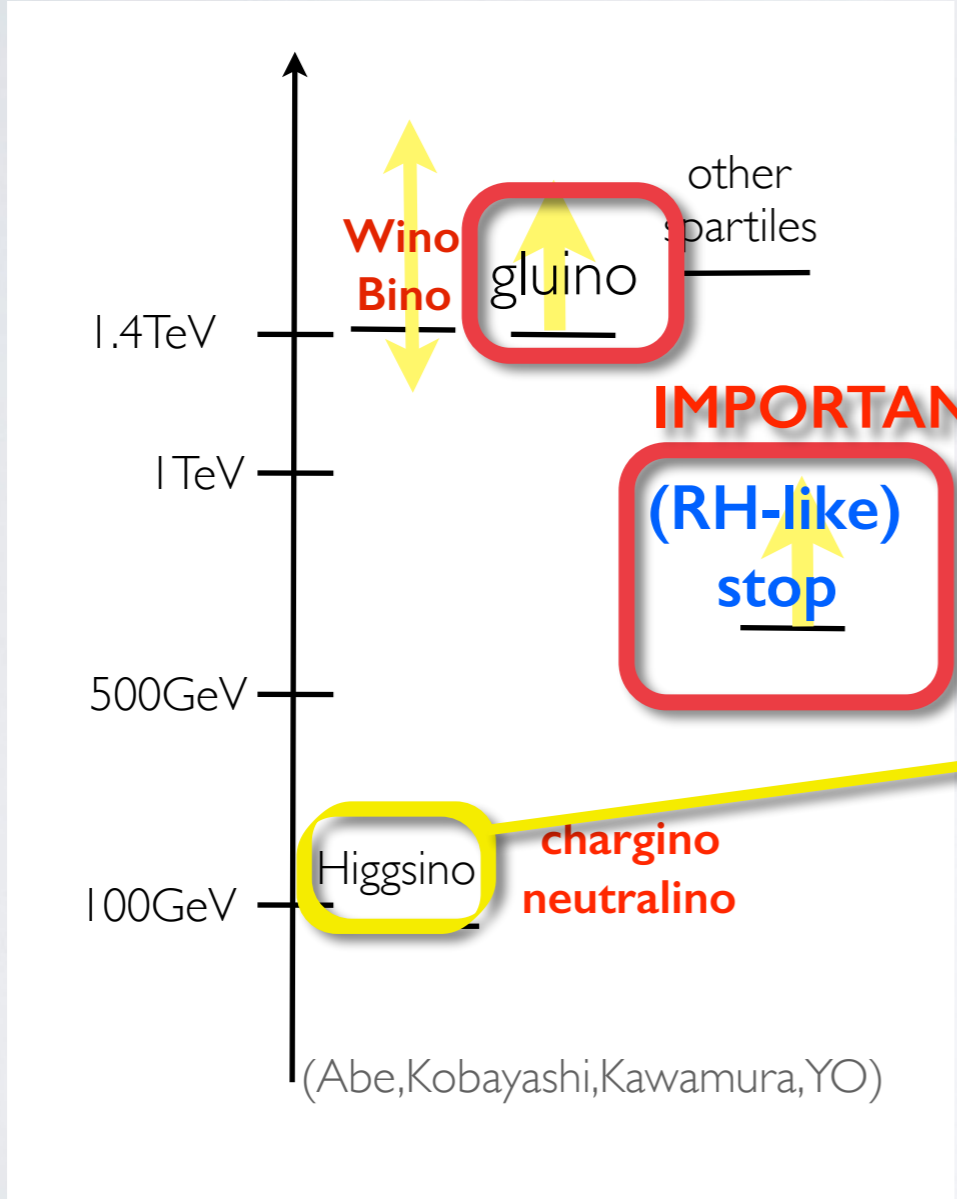 other
spartiles
Wino
Bino
gluino
1.4TeV
IMPORTAN
1TeV
(RH-like)
stop
500GeV
chargino
neutralino
Higgsino
100GeV
(Abe,Kobayashi,Kawamura,YO)